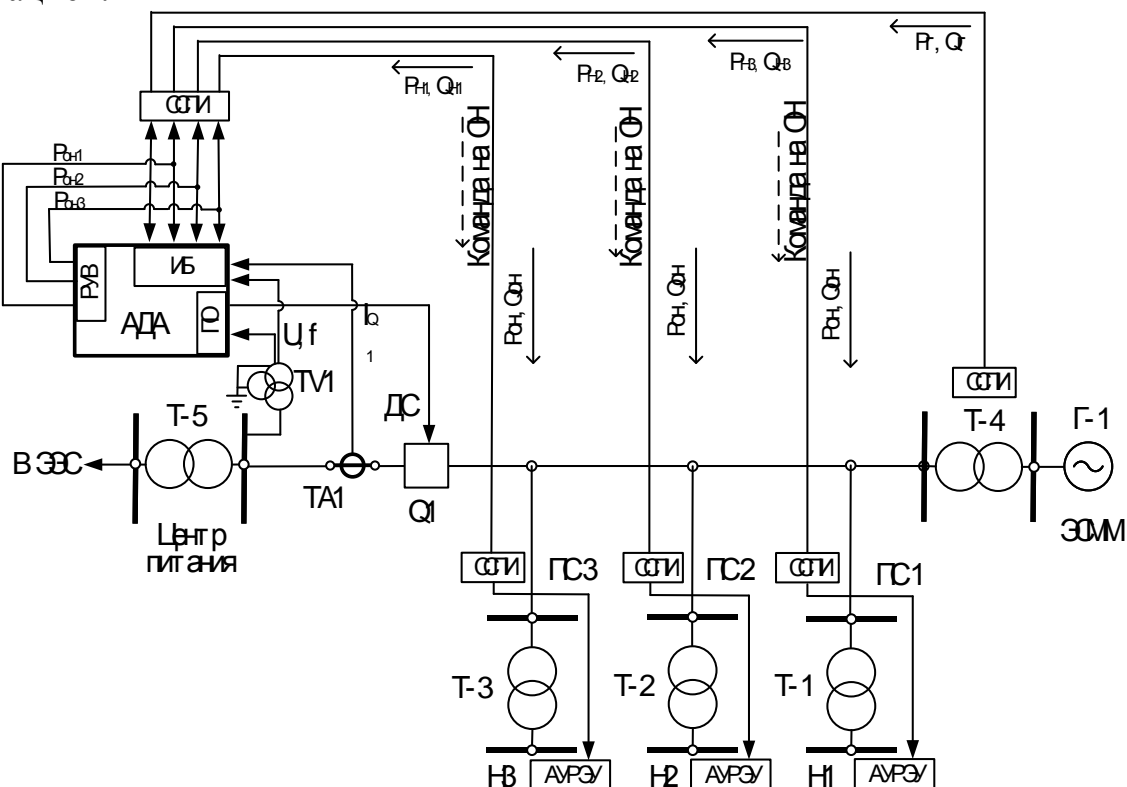 Рг, Qг
Рн3, Qн3
Рн2, Qн2
Рн1, Qн1
ССПИ
Команда на ОН
Команда на ОН
Команда на ОН
Рон1
Рон2
Рон3
РУВ
ИБ
АДА
ПО
U, f
IQ1
TV1
Рон, Qон
Рон, Qон
Рон, Qон
ССПИ
ДС
Т-5
Т-4
Г-1
В ЭЭС
ТА1
Q1
Центр
питания
ЭСММ
ССПИ
ПС3
ССПИ
ПС2
ССПИ
ПС1
Т-3
Т-2
Т-1
Н3
АУРЭУ
Н2
АУРЭУ
Н1
АУРЭУ